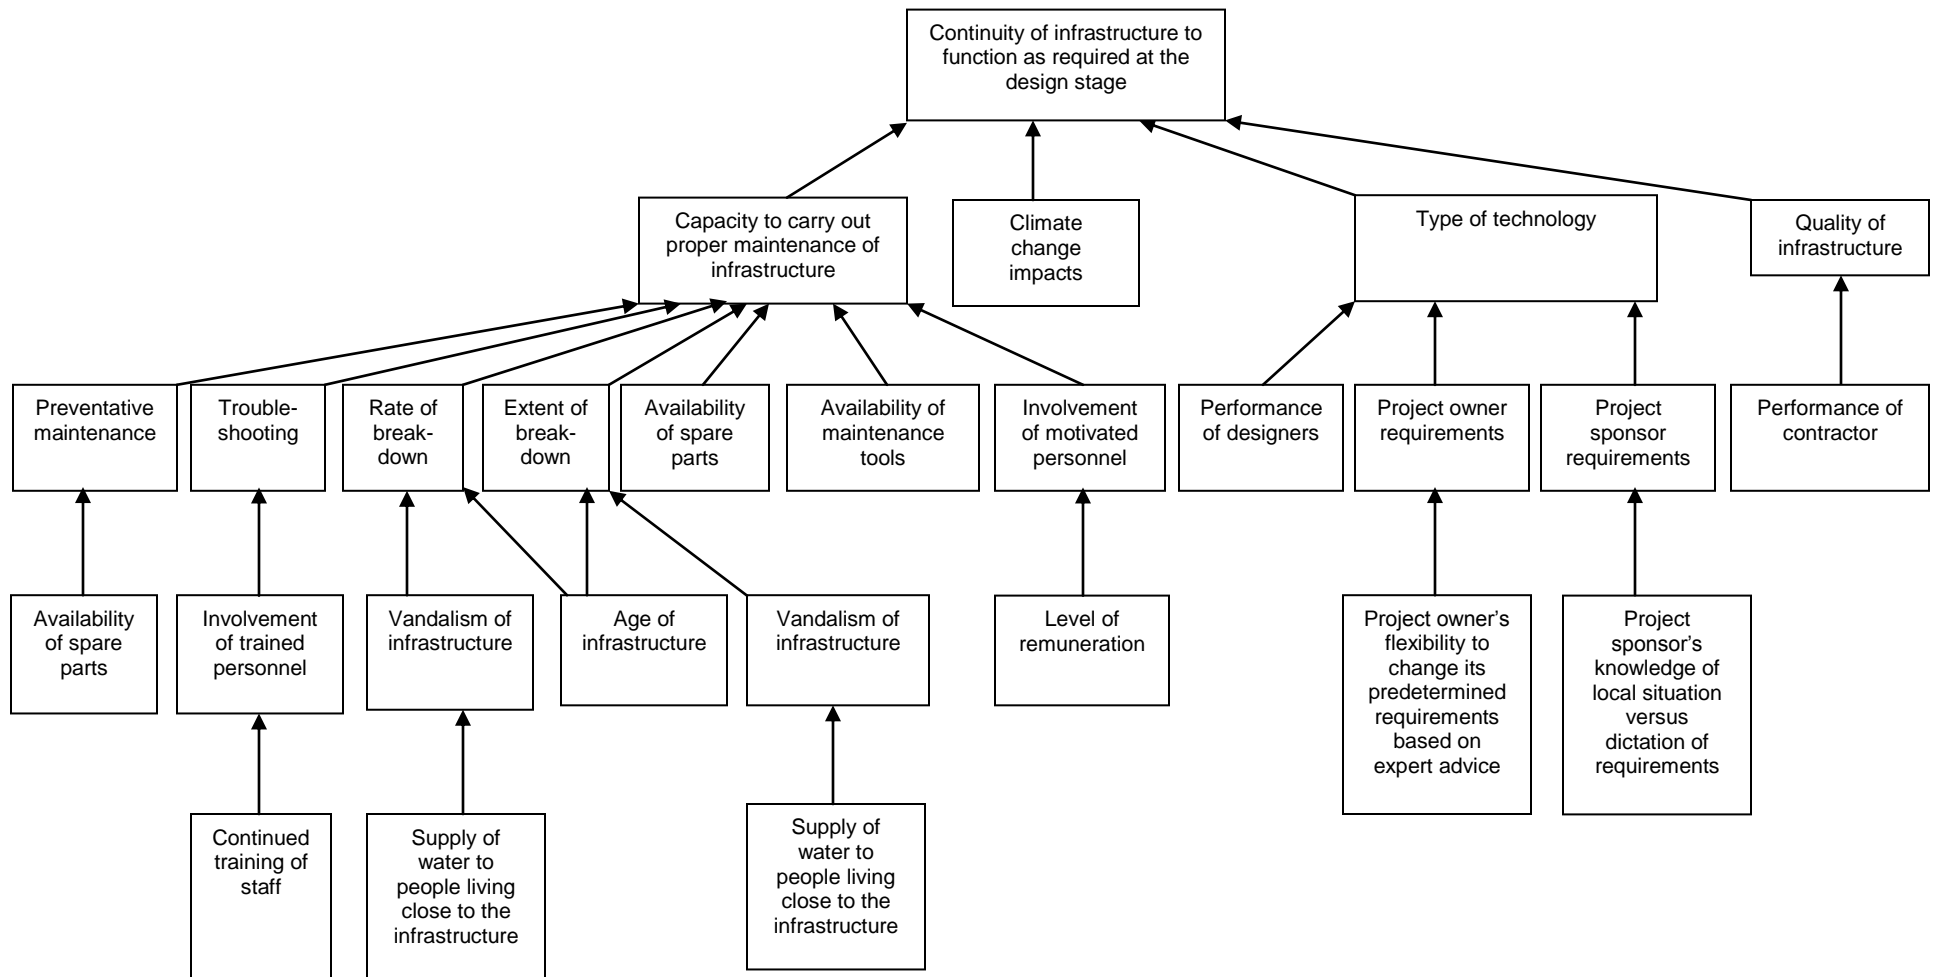 Continuity of infrastructure to
function as required at the
design stage
Capacity to carry out
proper maintenance of
infrastructure
Climate
change
impacts
Type of technology
Quality of
infrastructure
Preventative
maintenance
Trouble-
shooting
Rate of
break-
down
Extent of
break-
down
Availability
of spare
parts
Availability of
maintenance
tools
Involvement
of motivated
personnel
Performance
of designers
Project owner
requirements
Project
sponsor
requirements
Performance of
contractor
Availability
of spare
parts
Involvement
of trained
personnel
Vandalism of
infrastructure
Age of
infrastructure
Vandalism of
infrastructure
Level of
remuneration
Project owner’s
flexibility to
change its
predetermined
requirements
based on
expert advice
Project
sponsor’s
knowledge of
local situation
versus
dictation of
requirements
Continued
training of
staff
Supply of
water to
people living
close to the
infrastructure
Supply of
water to
people living
close to the
infrastructure